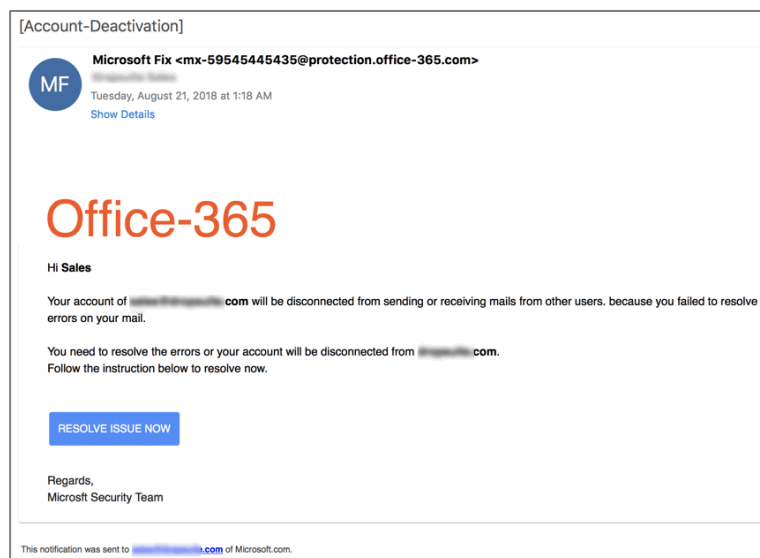 [Account-Deactivation]
MF
Microsoft Fix <mx-59545445435@protection.office-365.com>
Tuesday, August 21, 2018 at 1:18 AM
Show Details
Office-365
Hi Sales
Your account of .com will be disconnected from sending or receiving mails from other users. because you failed to resolve
errors on your mail.
You need to resolve the errors or your account will be disconnected from .com.
Follow the instruction below to resolve now.
RESOLVE ISSUE NOW
Regards,
Microsft Security Team
This notification was sent to .com of Microsoft.com.